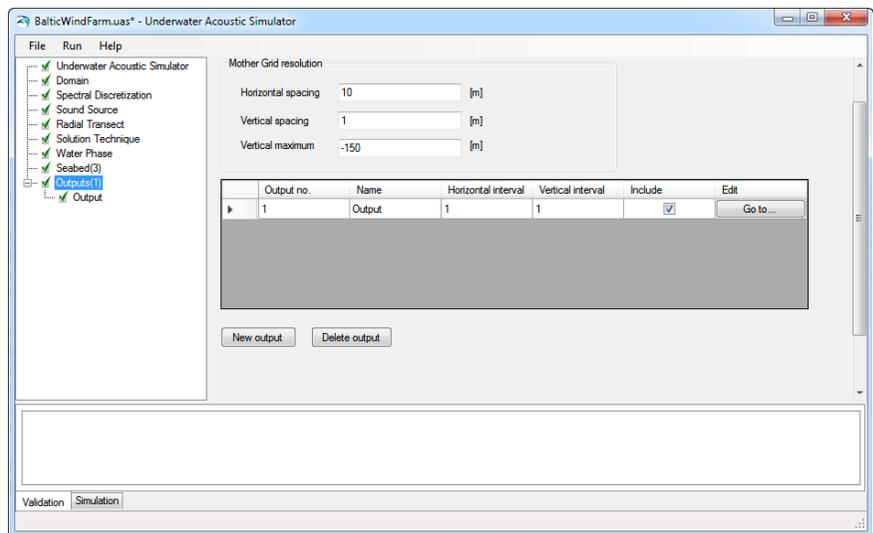 BalticWindFarm.uas* - Underwater Acoustic Simulator
File Run Help
Underwater Acoustic Simulator
Domain
Spectral Discretization
Sound Source
Radial Transect
Solution Technique
Water Phase
Seabed(3)
Outputs(1)
Output
Mother Grid resolution
Horizontal spacing 10 [m]
Vertical spacing 1 [m]
Vertical maximum -150 [m]
Output no. Name Horizontal interval Vertical interval Include Edit
1 Output 1 1 Go to...
New output Delete output
Validation Simulation